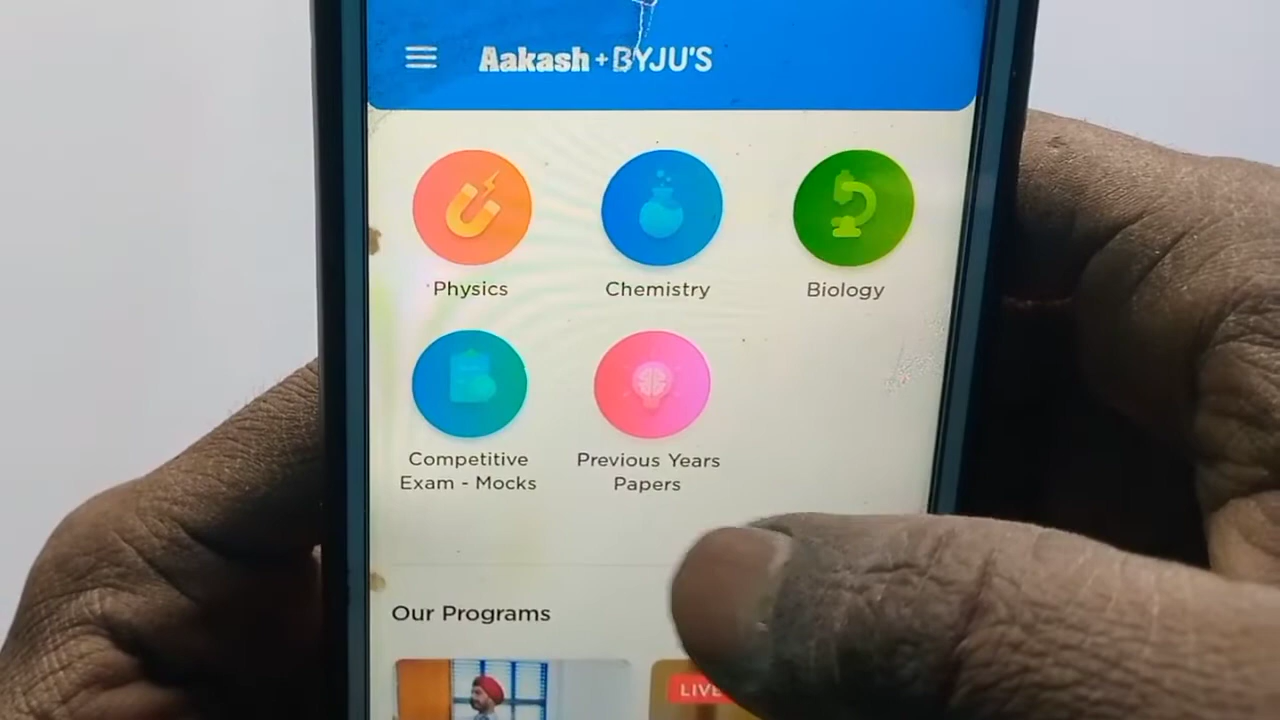 Aakash + BYJU'S
Physics
Chemistry
Biology
Competitive
Exam - Mocks
Previous Years
Papers
Our Programs
LIVE